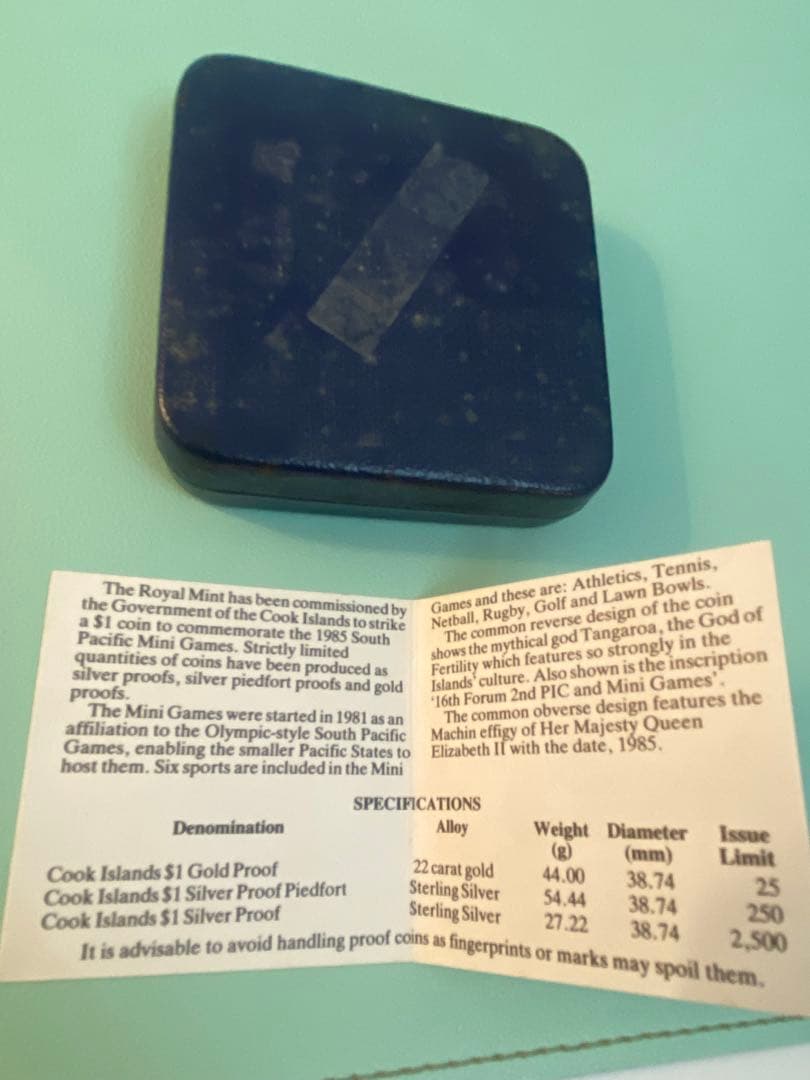 The Royal Mint has been commissioned by
the Government of the Cook Islands to strike
a $1 coin to commemorate the 1985 South
Pacific Mini Games. Strictly limited
quantities of coins have been produced as
silver proofs, silver piedfort proofs and gold
proofs.
The Mini Games were started in 1981 as an
affiliation to the Olympic-style South Pacific
Games, enabling the smaller Pacific States to
host them. Six sports are included in the Mini
Games and these are: Athletics, Tennis,
Netball, Rugby, Golf and Lawn Bowls.
The common reverse design of the coin
shows the mythical god Tangaroa, the God of
Fertility which features so strongly in the
Islands' culture. Also shown is the inscription
'16th Forum 2nd PIC and Mini Games'.
The common obverse design features the
Machin effigy of Her Majesty Queen
Elizabeth II with the date, 1985.
SPECIFICATIONS
Denomination Alloy Weight Diameter Issue
(g) (mm) Limit
Cook Islands $1 Gold Proof 22 carat gold 44.00 38.74 25
Cook Islands $1 Silver Proof Piedfort Sterling Silver 54.44 38.74 250
Cook Islands $1 Silver Proof Sterling Silver 27.22 38.74 2,500
It is advisable to avoid handling proof coins as fingerprints or marks may spoil them.